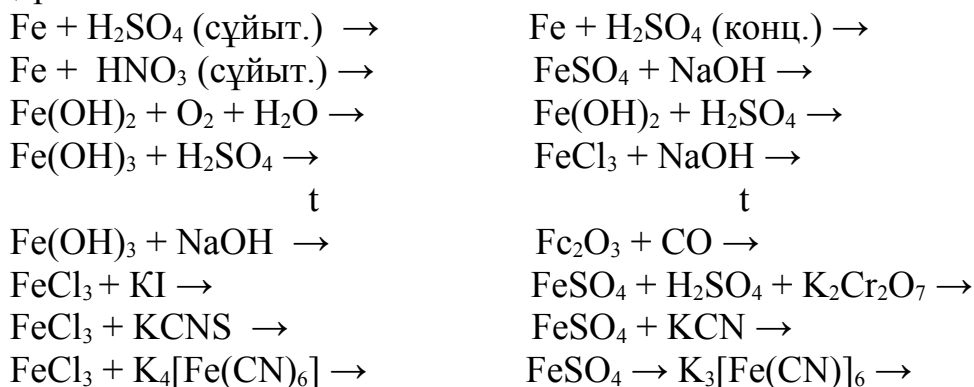 Fe + H₂SO₄ (сұйыт.) → Fe + H₂SO₄ (конц.) →
Fe + HNO₃ (сұйыт.) → FeSO₄ + NaOH →
Fe(OH)₂ + O₂ + H₂O → Fe(OH)₂ + H₂SO₄ →
Fe(OH)₃ + H₂SO₄ → FeCl₃ + NaOH →
t t
Fe(OH)₃ + NaOH → Fc₂O₃ + CO →
FeCl₃ + КІ → FeSO₄ + H₂SO₄ + K₂Cr₂O₇ →
FeCl₃ + KCNS → FeSO₄ + KCN →
FeCl₃ + K₄[Fe(CN)₆] → FeSO₄ → K₃[Fe(CN)]₆ →